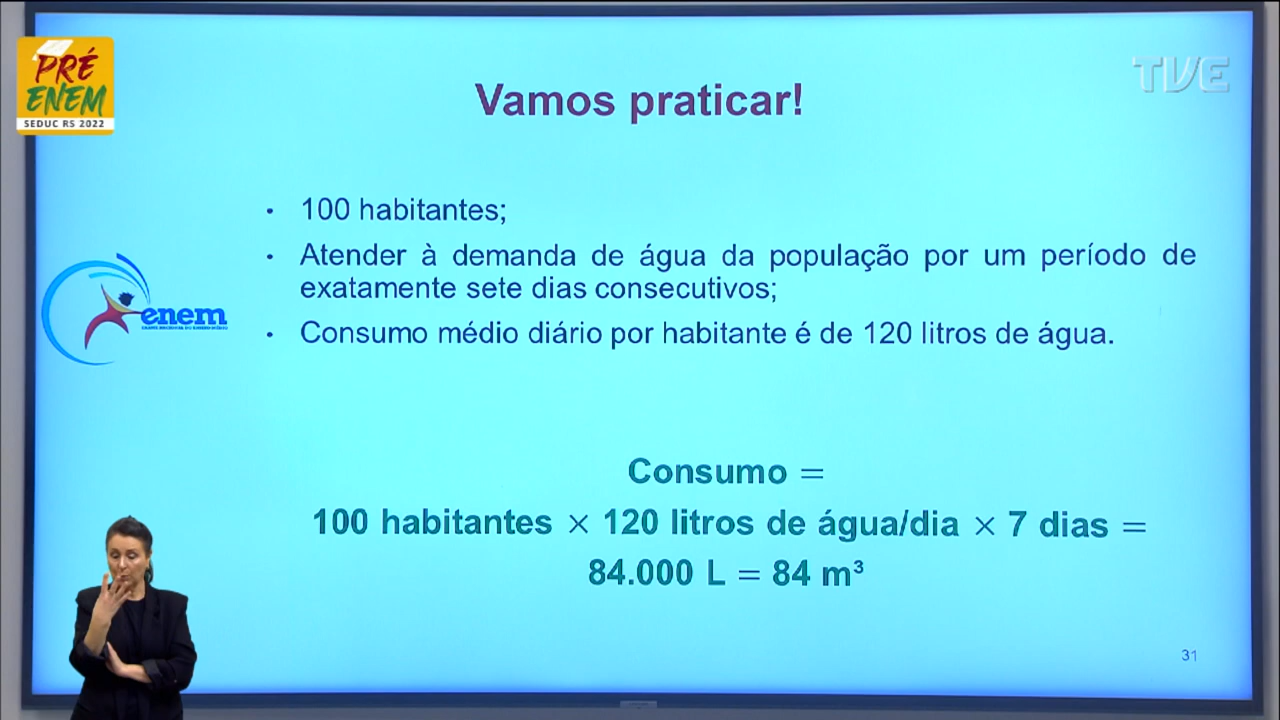 PRÉ
ENEM
SEDUC RS 2022
TVE
Vamos praticar!
• 100 habitantes;
• Atender à demanda de água da população por um período de
exatamente sete dias consecutivos;
• Consumo médio diário por habitante é de 120 litros de água.
enem
Consumo =
100 habitantes × 120 litros de água/dia × 7 dias =
84.000 L = 84 m³
31